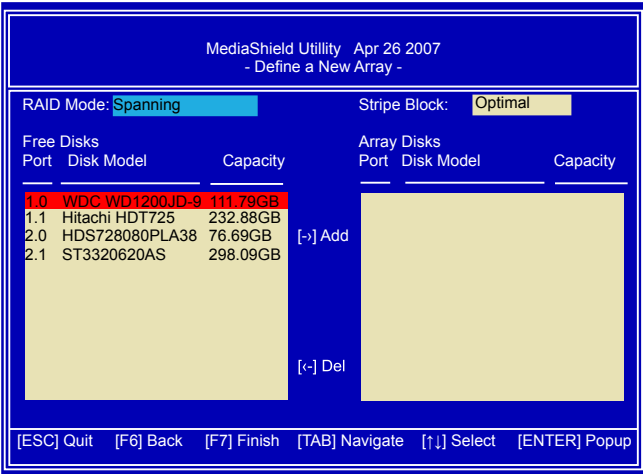 MediaShield Utillity Apr 26 2007
- Define a New Array -
RAID Mode: Spanning Stripe Block: Optimal
Free Disks Array Disks
Port Disk Model Capacity Port Disk Model Capacity
1.0 WDC WD1200JD-9 111.79GB
1.1 Hitachi HDT725 232.88GB
2.0 HDS728080PLA38 76.69GB [-›] Add
2.1 ST3320620AS 298.09GB
[‹-] Del
[ESC] Quit [F6] Back [F7] Finish [TAB] Navigate [↑↓] Select [ENTER] Popup